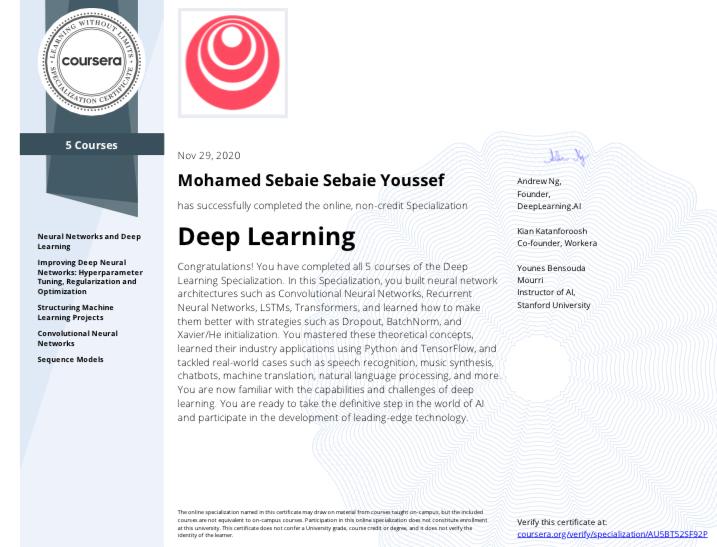 LEARNING WITHOUT LIMITS
coursera
SPECIALIZATION CERTIFICATE
5 Courses
Neural Networks and Deep
Learning
Improving Deep Neural
Networks: Hyperparameter
Tuning, Regularization and
Optimization
Structuring Machine
Learning Projects
Convolutional Neural
Networks
Sequence Models
Nov 29, 2020
Mohamed Sebaie Sebaie Youssef
has successfully completed the online, non-credit Specialization
Deep Learning
Congratulations! You have completed all 5 courses of the Deep
Learning Specialization. In this Specialization, you built neural network
architectures such as Convolutional Neural Networks, Recurrent
Neural Networks, LSTMs, Transformers, and learned how to make
them better with strategies such as Dropout, BatchNorm, and
Xavier/He initialization. You mastered these theoretical concepts,
learned their industry applications using Python and TensorFlow, and
tackled real-world cases such as speech recognition, music synthesis,
chatbots, machine translation, natural language processing, and more.
You are now familiar with the capabilities and challenges of deep
learning. You are ready to take the definitive step in the world of AI
and participate in the development of leading-edge technology.
Andrew Ng,
Founder,
DeepLearning.AI
Kian Katanforoosh
Co-founder, Workera
Younes Bensouda
Mourri
Instructor of AI,
Stanford University
The online specialization named in this certificate may draw on material from courses taught on-campus, but the included
courses are not equivalent to on-campus courses. Participation in this online specialization does not constitute enrollment
at this university. This certificate does not confer a University grade, course credit or degree, and it does not verify the
identity of the learner.
Verify this certificate at:
coursera.org/verify/specialization/AU5BT52SF92P